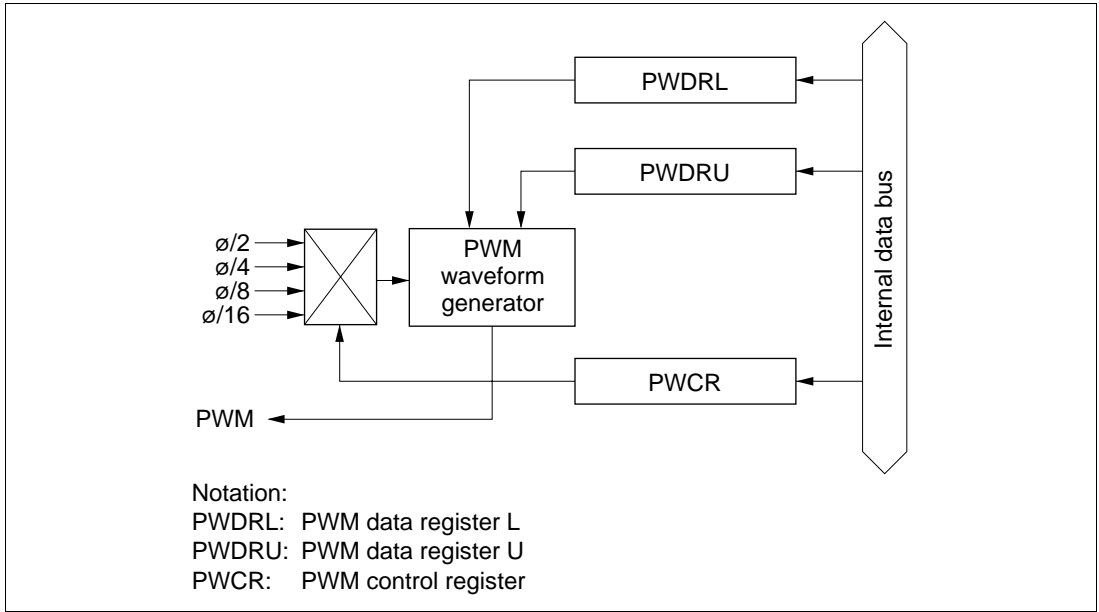 PWDRL
PWDRU
Internal data bus
ø/2
ø/4
ø/8
ø/16
PWM
waveform
generator
PWCR
PWM
Notation:
PWDRL: PWM data register L
PWDRU: PWM data register U
PWCR: PWM control register